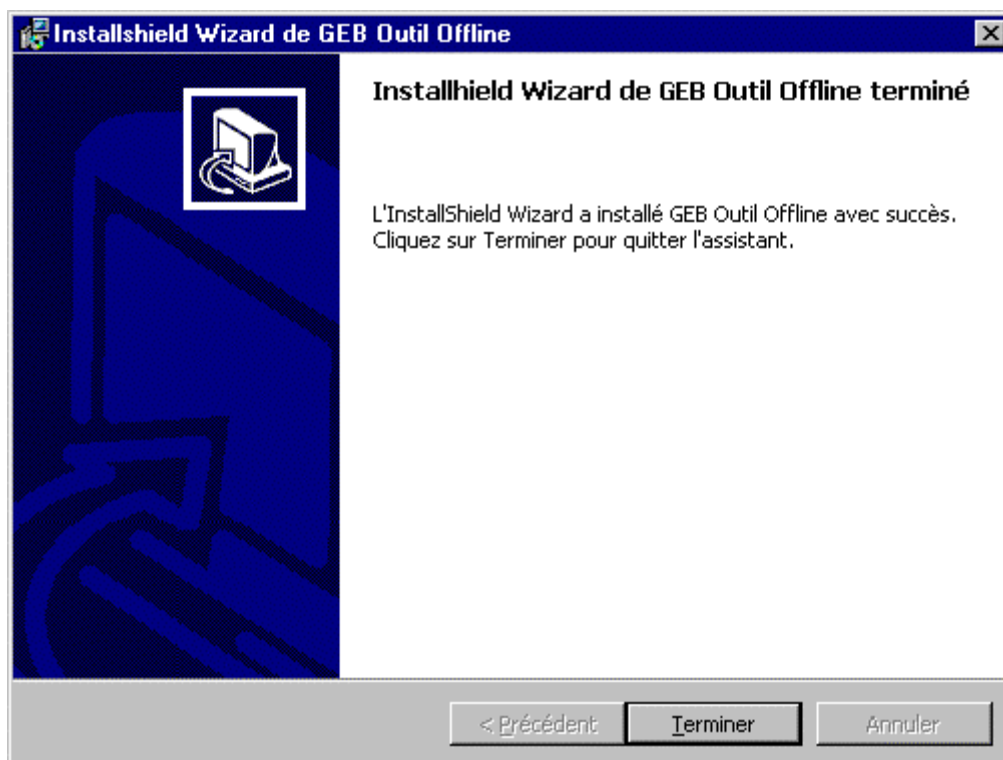 Installshield Wizard de GEB Outil Offline
Installhield Wizard de GEB Outil Offline terminé
L'InstallShield Wizard a installé GEB Outil Offline avec succès.
Cliquez sur Terminer pour quitter l'assistant.
< Précédent
Terminer
Annuler